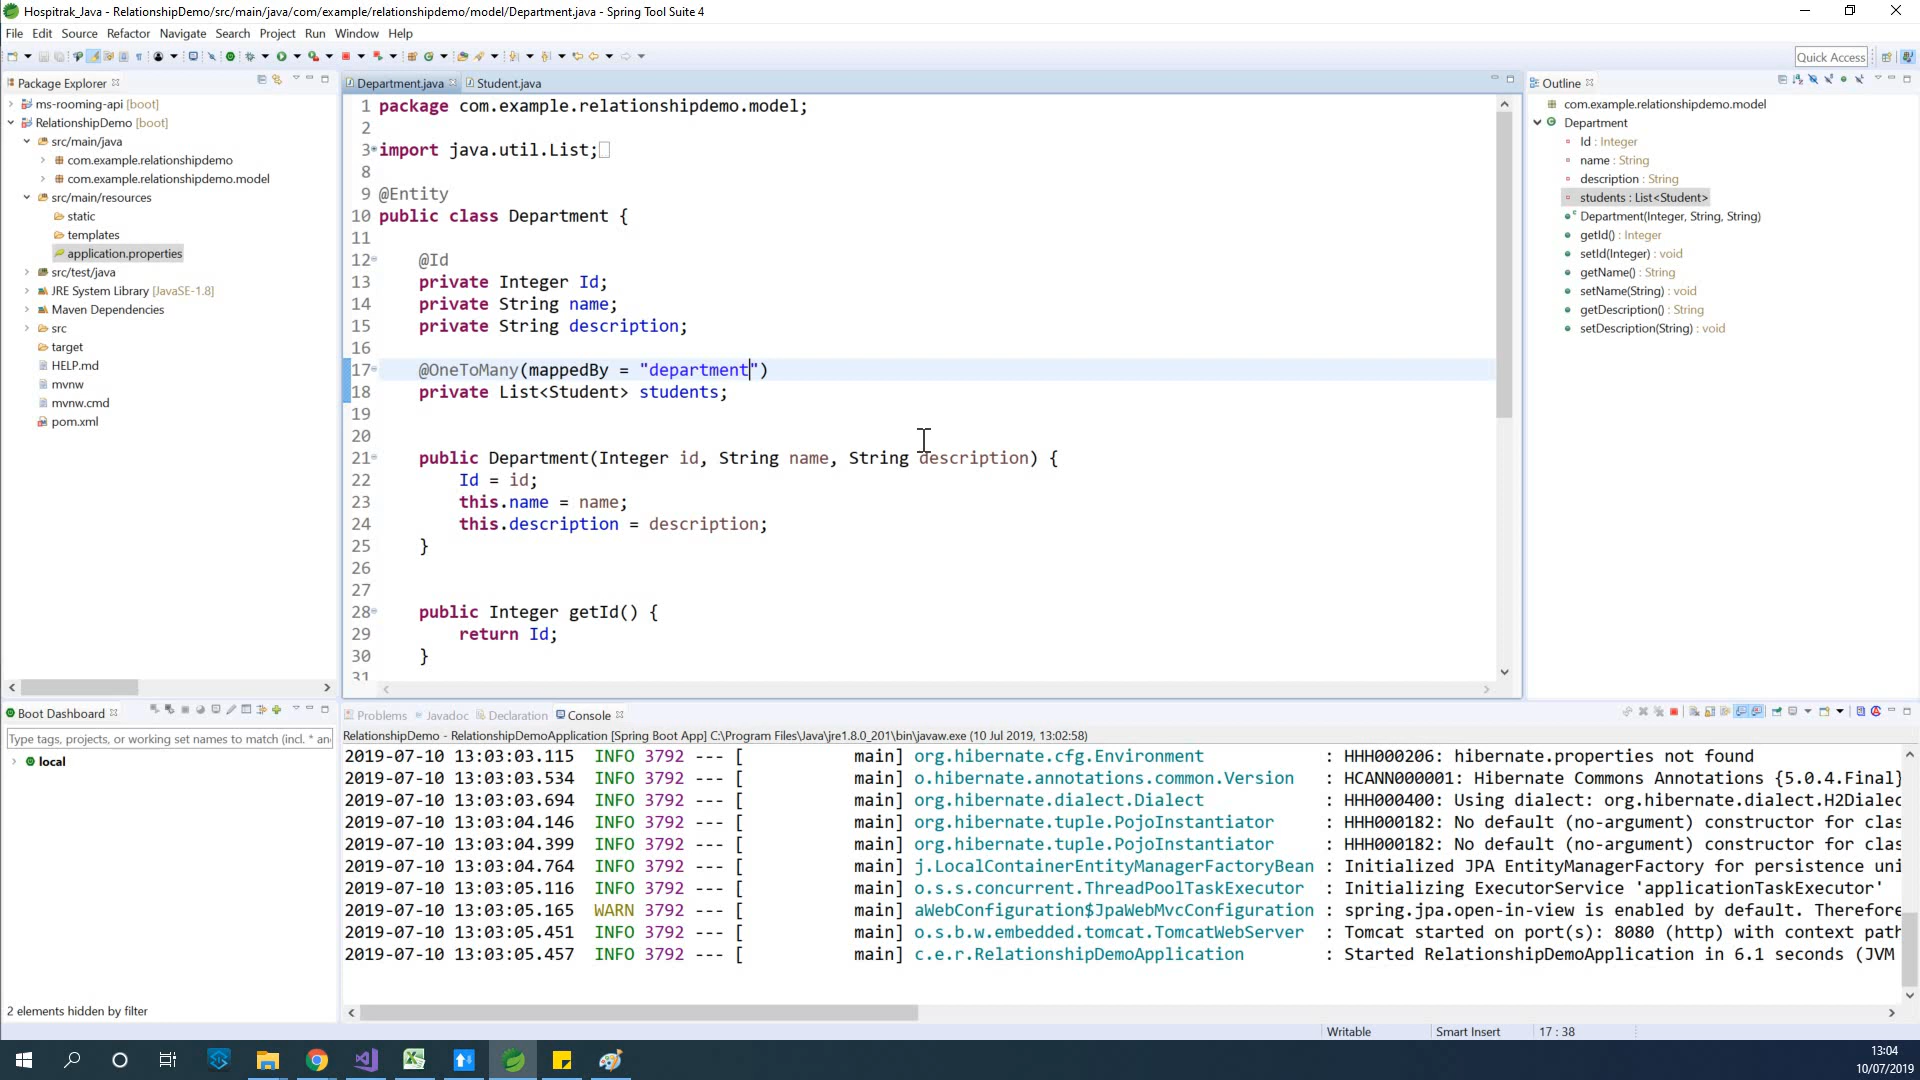 Hospitrak_Java - RelationshipDemo/src/main/java/com/example/relationshipdemo/model/Department.java - Spring Tool Suite 4
File Edit Source Refactor Navigate Search Project Run Window Help
Quick Access
Package Explorer
ms-rooming-api [boot]
RelationshipDemo [boot]
src/main/java
com.example.relationshipdemo
com.example.relationshipdemo.model
src/main/resources
static
templates
application.properties
src/test/java
JRE System Library [JavaSE-1.8]
Maven Dependencies
src
target
HELP.md
mvnw
mvnw.cmd
pom.xml
Department.java Student.java
1 package com.example.relationshipdemo.model;
2
3 import java.util.List;
8
9 @Entity
10 public class Department {
11
12 @Id
13 private Integer Id;
14 private String name;
15 private String description;
16
17 @OneToMany(mappedBy = "department")
18 private List<Student> students;
19
20
21 public Department(Integer id, String name, String description) {
22 Id = id;
23 this.name = name;
24 this.description = description;
25 }
26
27
28 public Integer getId() {
29 return Id;
30 }
31
Outline
com.example.relationshipdemo.model
Department
Id : Integer
name : String
description : String
students : List<Student>
Department(Integer, String, String)
getId() : Integer
setId(Integer) : void
getName() : String
setName(String) : void
getDescription() : String
setDescription(String) : void
Boot Dashboard
Type tags, projects, or working set names to match (incl. * an
local
2 elements hidden by filter
Problems Javadoc Declaration Console
RelationshipDemo - RelationshipDemoApplication [Spring Boot App] C:\Program Files\Java\jre1.8.0_201\bin\javaw.exe (10 Jul 2019, 13:02:58)
2019-07-10 13:03:03.115 INFO 3792 --- [ main] org.hibernate.cfg.Environment : HHH000206: hibernate.properties not found
2019-07-10 13:03:03.534 INFO 3792 --- [ main] o.hibernate.annotations.common.Version : HCANN000001: Hibernate Commons Annotations {5.0.4.Final}
2019-07-10 13:03:03.694 INFO 3792 --- [ main] org.hibernate.dialect.Dialect : HHH000400: Using dialect: org.hibernate.dialect.H2Dialec
2019-07-10 13:03:04.146 INFO 3792 --- [ main] org.hibernate.tuple.PojoInstantiator : HHH000182: No default (no-argument) constructor for clas
2019-07-10 13:03:04.399 INFO 3792 --- [ main] org.hibernate.tuple.PojoInstantiator : HHH000182: No default (no-argument) constructor for clas
2019-07-10 13:03:04.764 INFO 3792 --- [ main] j.LocalContainerEntityManagerFactoryBean : Initialized JPA EntityManagerFactory for persistence uni
2019-07-10 13:03:05.116 INFO 3792 --- [ main] o.s.s.concurrent.ThreadPoolTaskExecutor : Initializing ExecutorService 'applicationTaskExecutor'
2019-07-10 13:03:05.165 WARN 3792 --- [ main] aWebConfiguration$JpaWebMvcConfiguration : spring.jpa.open-in-view is enabled by default. Therefore
2019-07-10 13:03:05.451 INFO 3792 --- [ main] o.s.b.w.embedded.tomcat.TomcatWebServer : Tomcat started on port(s): 8080 (http) with context path
2019-07-10 13:03:05.457 INFO 3792 --- [ main] c.e.r.RelationshipDemoApplication : Started RelationshipDemoApplication in 6.1 seconds (JVM
Writable Smart Insert 17 : 38
13:04
10/07/2019